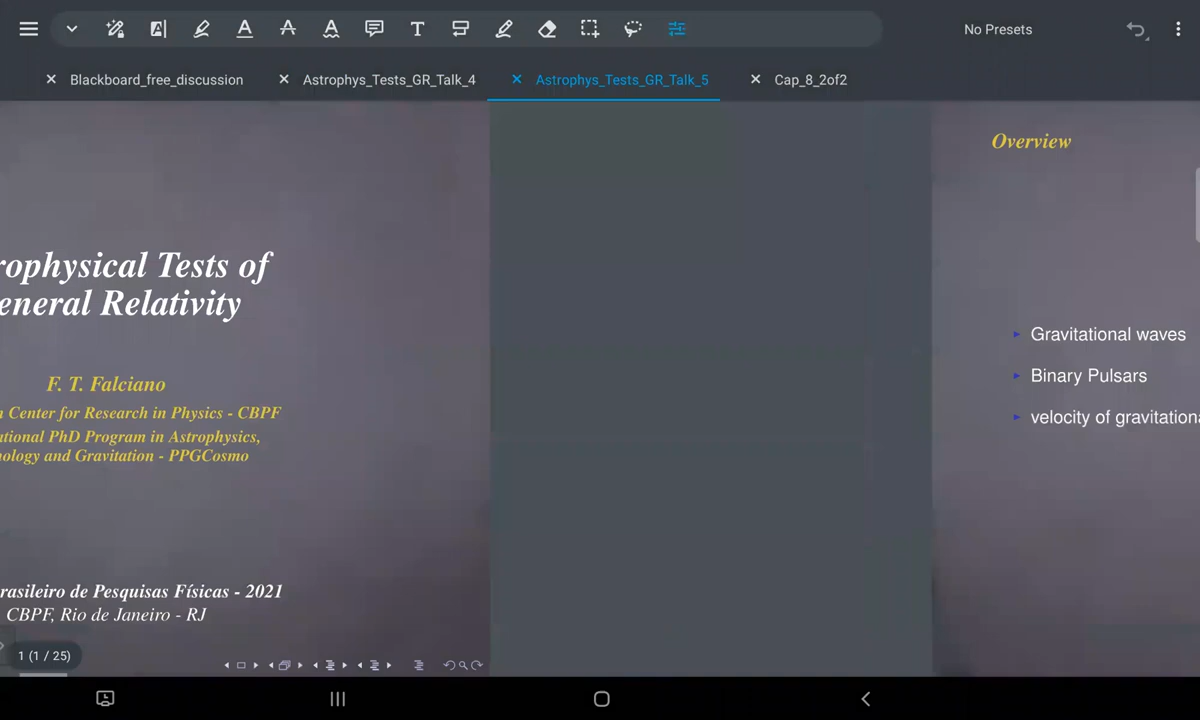 No Presets
Blackboard_free_discussion
Astrophys_Tests_GR_Talk_4
Astrophys_Tests_GR_Talk_5
Cap_8_2of2
rophysical Tests of
eneral Relativity
F. T. Falciano
n Center for Research in Physics - CBPF
ational PhD Program in Astrophysics,
nology and Gravitation - PPGCosmo
rasileiro de Pesquisas Físicas - 2021
CBPF, Rio de Janeiro - RJ
1 (1 / 25)
Overview
Gravitational waves
Binary Pulsars
velocity of gravitationa